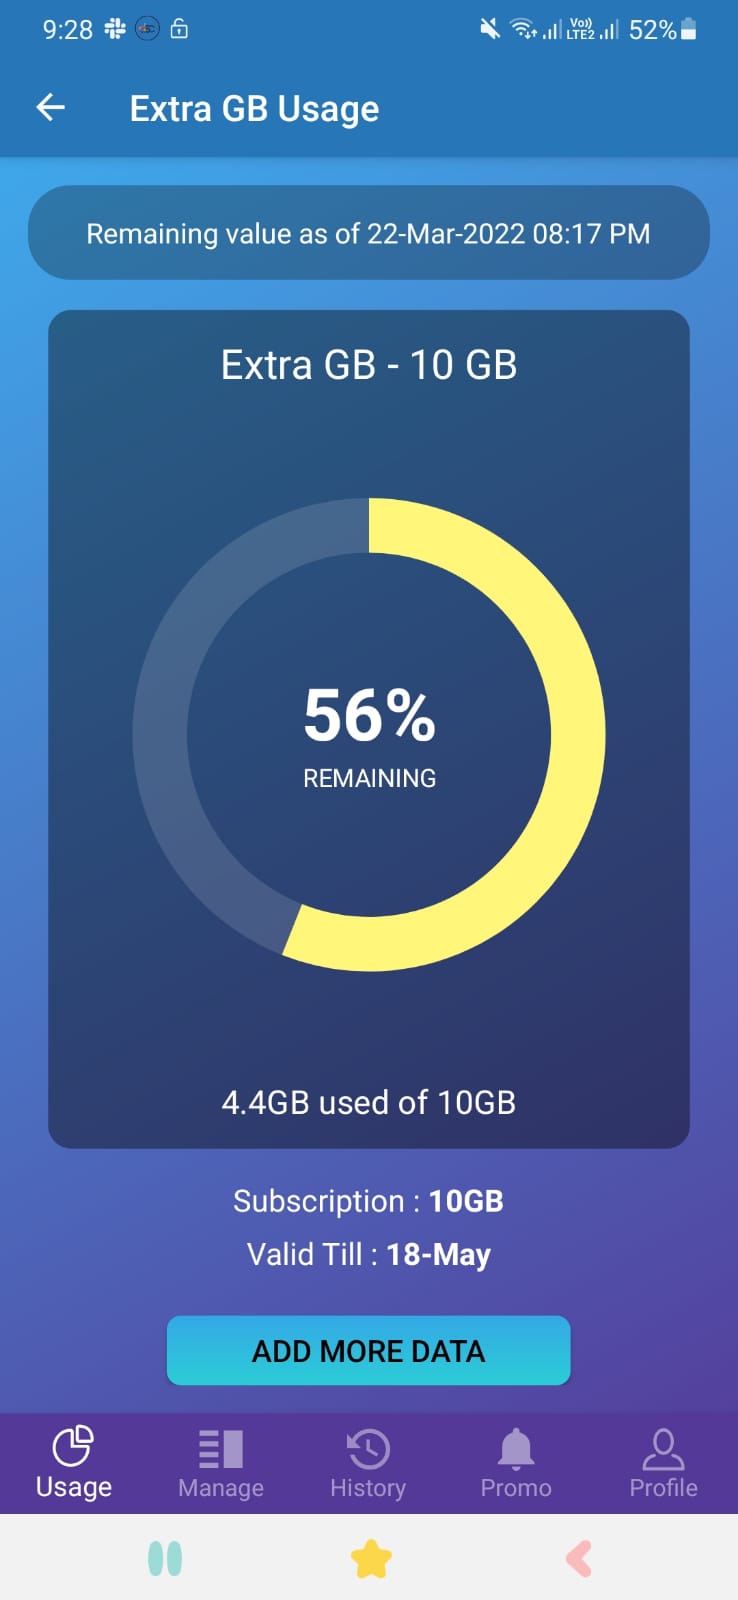 9:28
Vo))
LTE2
52%
Extra GB Usage
Remaining value as of 22-Mar-2022 08:17 PM
Extra GB - 10 GB
56%
REMAINING
4.4GB used of 10GB
Subscription : 10GB
Valid Till : 18-May
ADD MORE DATA
Usage
Manage
History
Promo
Profile